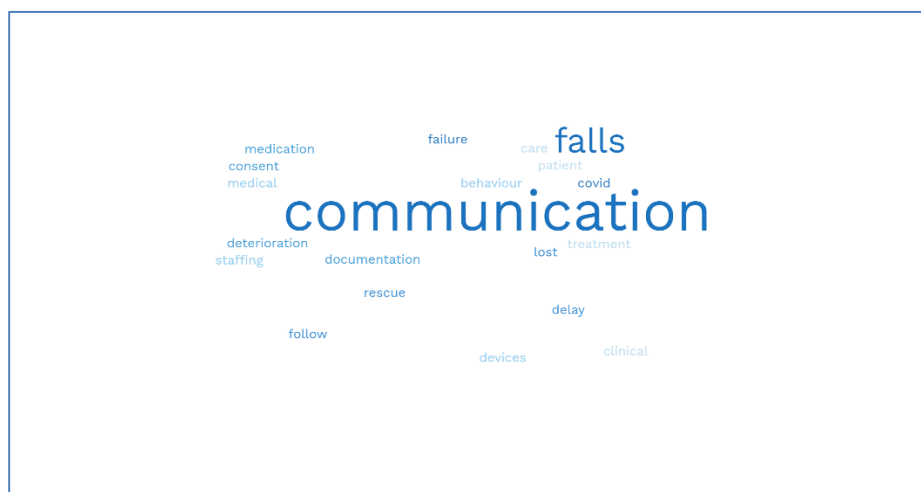 falls
failure
care
medication
patient
consent
medical
behaviour
covid
communication
deterioration
treatment
lost
staffing
documentation
rescue
delay
follow
clinical
devices